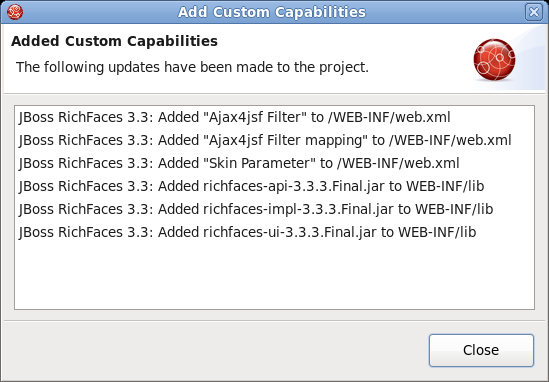 Add Custom Capabilities
Added Custom Capabilities
The following updates have been made to the project.
JBoss RichFaces 3.3: Added "Ajax4jsf Filter" to /WEB-INF/web.xml
JBoss RichFaces 3.3: Added "Ajax4jsf Filter mapping" to /WEB-INF/web.xml
JBoss RichFaces 3.3: Added "Skin Parameter" to /WEB-INF/web.xml
JBoss RichFaces 3.3: Added richfaces-api-3.3.3.Final.jar to WEB-INF/lib
JBoss RichFaces 3.3: Added richfaces-impl-3.3.3.Final.jar to WEB-INF/lib
JBoss RichFaces 3.3: Added richfaces-ui-3.3.3.Final.jar to WEB-INF/lib
Close